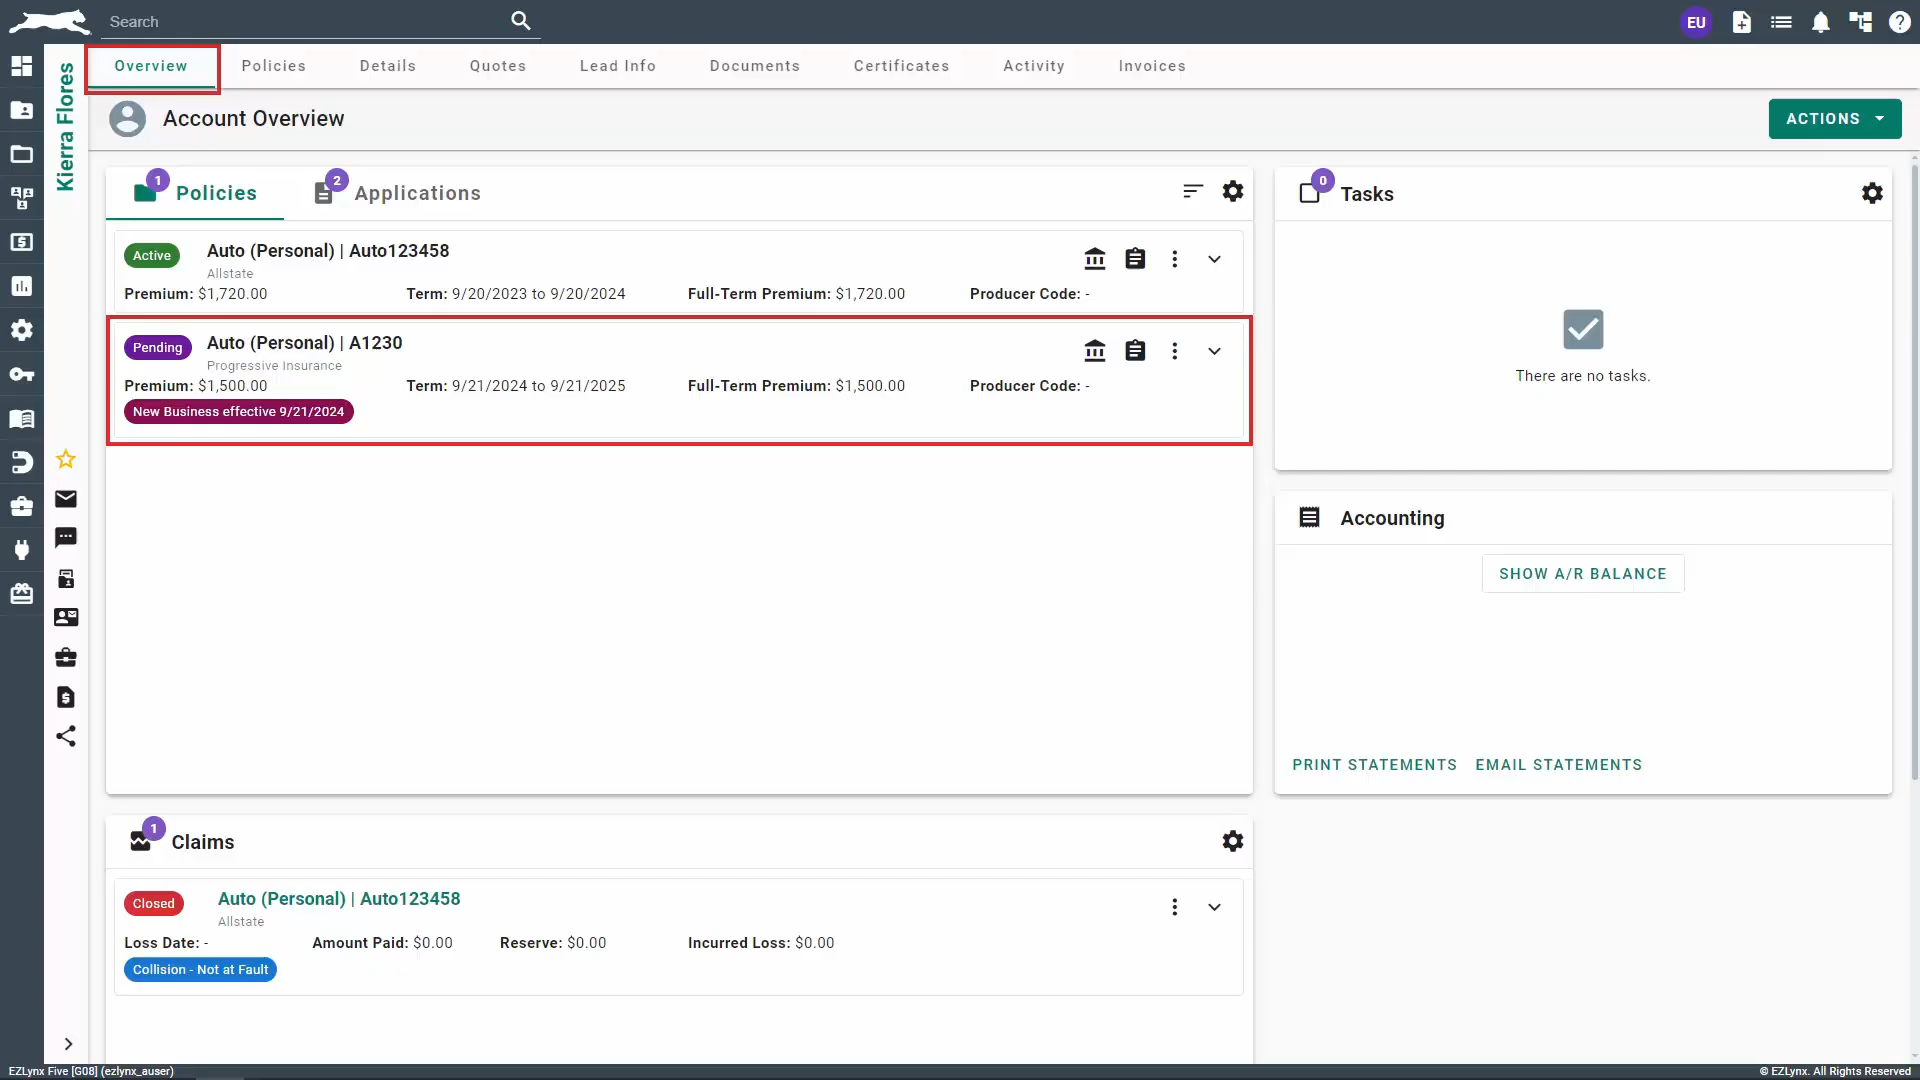 Search
EU
Kierra Flores
Overview
Policies
Details
Quotes
Lead Info
Documents
Certificates
Activity
Invoices
Account Overview
ACTIONS
1
Policies
2
Applications
Active
Auto (Personal) | Auto123458
Allstate
Premium: $1,720.00
Term: 9/20/2023 to 9/20/2024
Full-Term Premium: $1,720.00
Producer Code: -
Pending
Auto (Personal) | A1230
Progressive Insurance
Premium: $1,500.00
Term: 9/21/2024 to 9/21/2025
Full-Term Premium: $1,500.00
Producer Code: -
New Business effective 9/21/2024
0
Tasks
There are no tasks.
Accounting
SHOW A/R BALANCE
PRINT STATEMENTS
EMAIL STATEMENTS
1
Claims
Closed
Auto (Personal) | Auto123458
Allstate
Loss Date: -
Amount Paid: $0.00
Reserve: $0.00
Incurred Loss: $0.00
Collision - Not at Fault
EZLynx Five [G08] (ezlynx_auser)
© EZLynx. All Rights Reserved